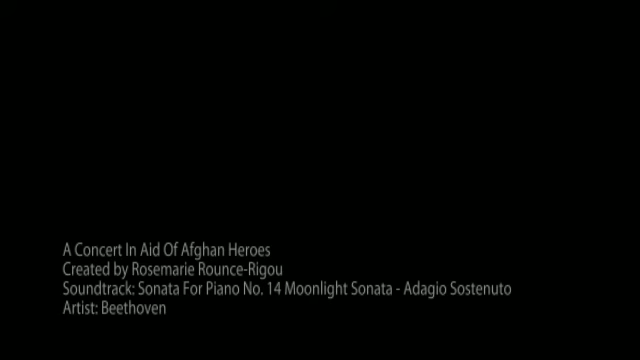 A Concert In Aid Of Afghan Heroes
Created by Rosemarie Rounce-Rigou
Soundtrack: Sonata For Piano No. 14 Moonlight Sonata - Adagio Sostenuto
Artist: Beethoven